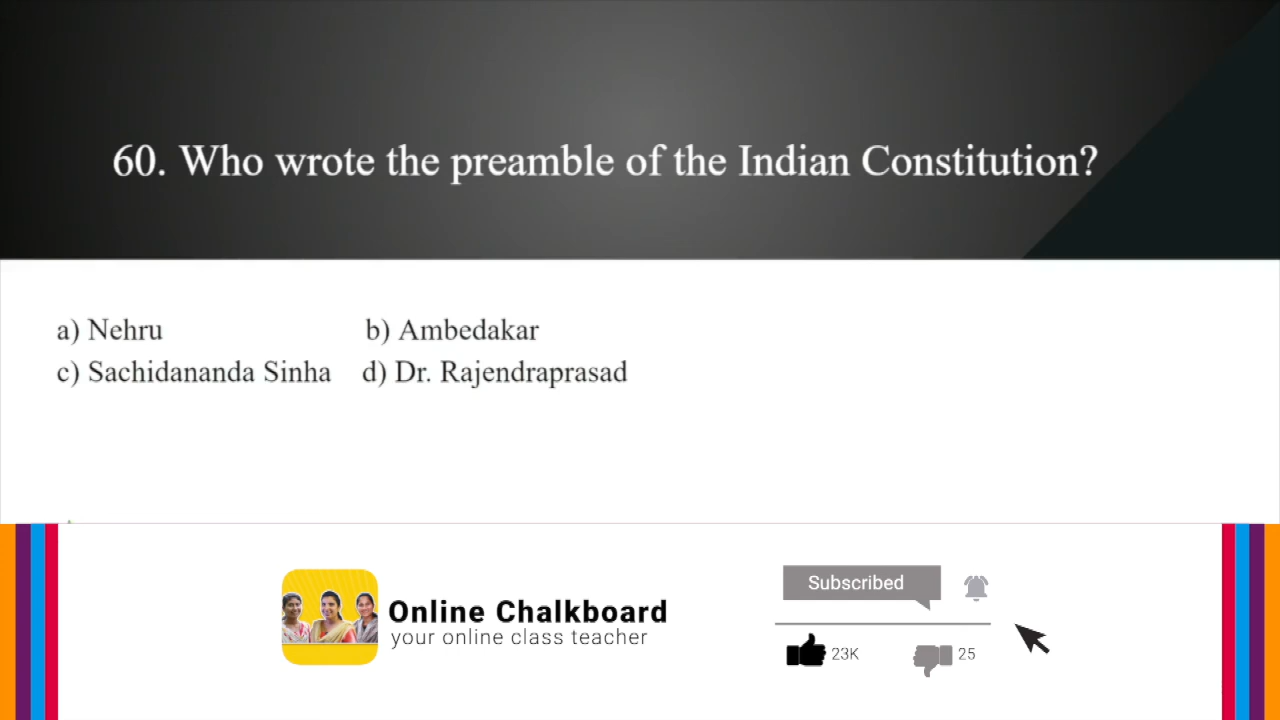 60. Who wrote the preamble of the Indian Constitution?
a) Nehru b) Ambedakar
c) Sachidananda Sinha d) Dr. Rajendraprasad
Online Chalkboard
your online class teacher
Subscribed
23K 25